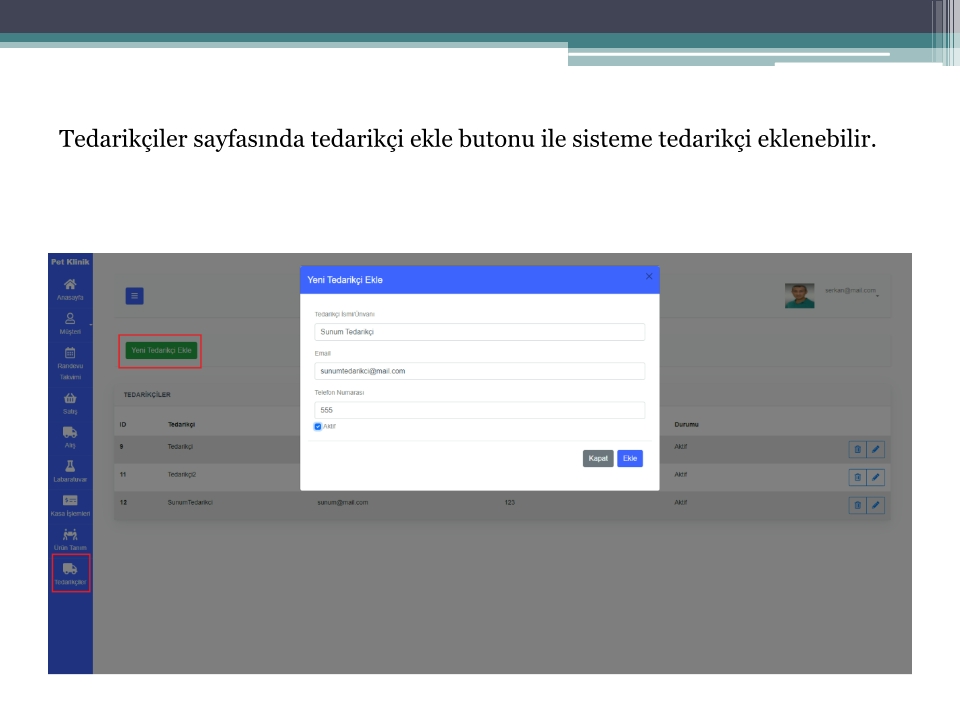 Tedarikçiler sayfasında tedarikçi ekle butonu ile sisteme tedarikçi eklenebilir.
Pet Klinik
Anasayfa
Müşteri
Randevu
Takvimi
Satış
Alış
Labaratuvar
Kasa İşlemleri
Ürün Tanım
Tedarikçiler
serhan@mail.com
Yeni Tedarikçi Ekle
TEDARİKÇİLER
ID Tedarikçi Durumu
9 Tedarikçi Aktif
11 Tedarikçi2 Aktif
12 SunumTedarikci sunum@mail.com 123 Aktif
Yeni Tedarikçi Ekle
Tedarikçi İsmi/Ünvanı
Sunum Tedarikçi
Email
sunumtedarikci@mail.com
Telefon Numarası
555
Aktif
Kapat Ekle